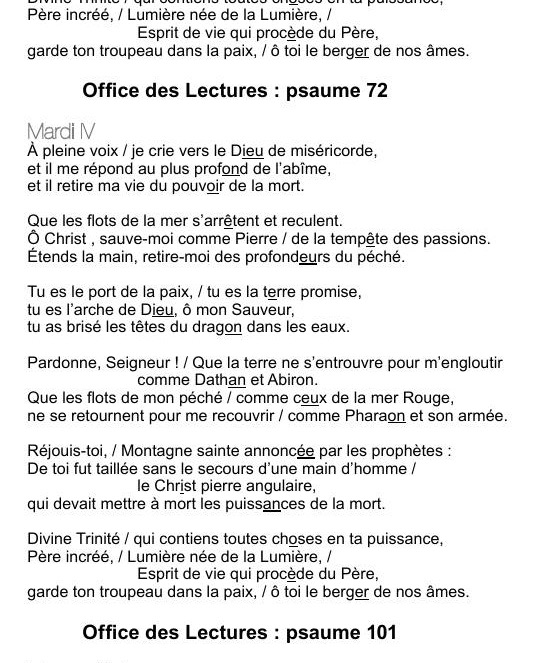 Père incréé, / Lumière née de la Lumière, /
Esprit de vie qui procède du Père,
garde ton troupeau dans la paix, / ô toi le berger de nos âmes.
Office des Lectures : psaume 72
Mardi IV
À pleine voix / je crie vers le Dieu de miséricorde,
et il me répond au plus profond de l'abîme,
et il retire ma vie du pouvoir de la mort.
Que les flots de la mer s'arrêtent et reculent.
Ô Christ , sauve-moi comme Pierre / de la tempête des passions.
Étends la main, retire-moi des profondeurs du péché.
Tu es le port de la paix, / tu es la terre promise,
tu es l'arche de Dieu, ô mon Sauveur,
tu as brisé les têtes du dragon dans les eaux.
Pardonne, Seigneur ! / Que la terre ne s'entrouvre pour m'engloutir
comme Dathan et Abiron.
Que les flots de mon péché / comme ceux de la mer Rouge,
ne se retournent pour me recouvrir / comme Pharaon et son armée.
Réjouis-toi, / Montagne sainte annoncée par les prophètes :
De toi fut taillée sans le secours d'une main d'homme /
le Christ pierre angulaire,
qui devait mettre à mort les puissances de la mort.
Divine Trinité / qui contiens toutes choses en ta puissance,
Père incréé, / Lumière née de la Lumière, /
Esprit de vie qui procède du Père,
garde ton troupeau dans la paix, / ô toi le berger de nos âmes.
Office des Lectures : psaume 101